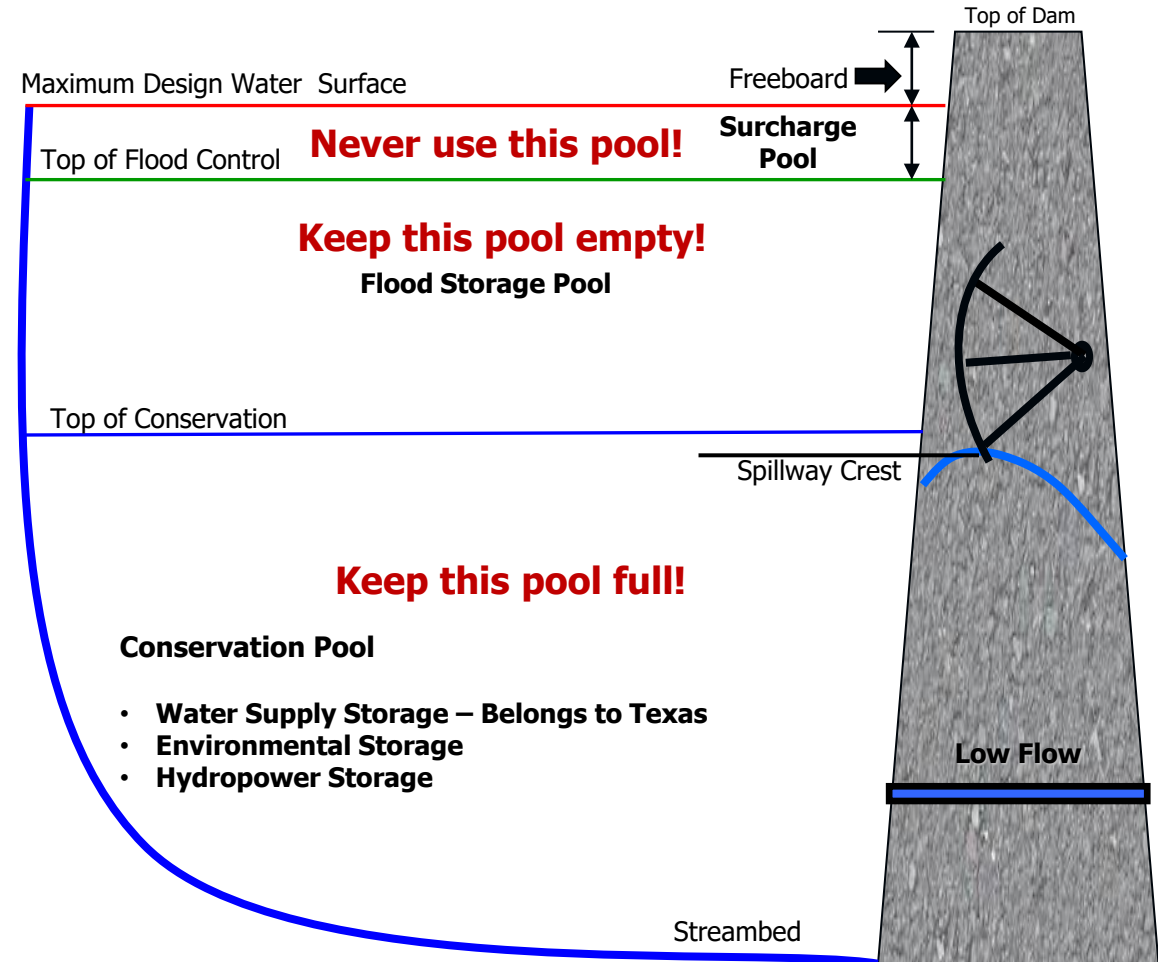 Top of Dam
Maximum Design Water  Surface
Freeboard
Never use this pool!
Surcharge
Pool
Top of Flood Control
Keep this pool empty!
Flood Storage Pool
Top of Conservation
Spillway Crest
Keep this pool full!
Conservation Pool
• Water Supply Storage – Belongs to Texas
• Environmental Storage
• Hydropower Storage
Low Flow
Streambed